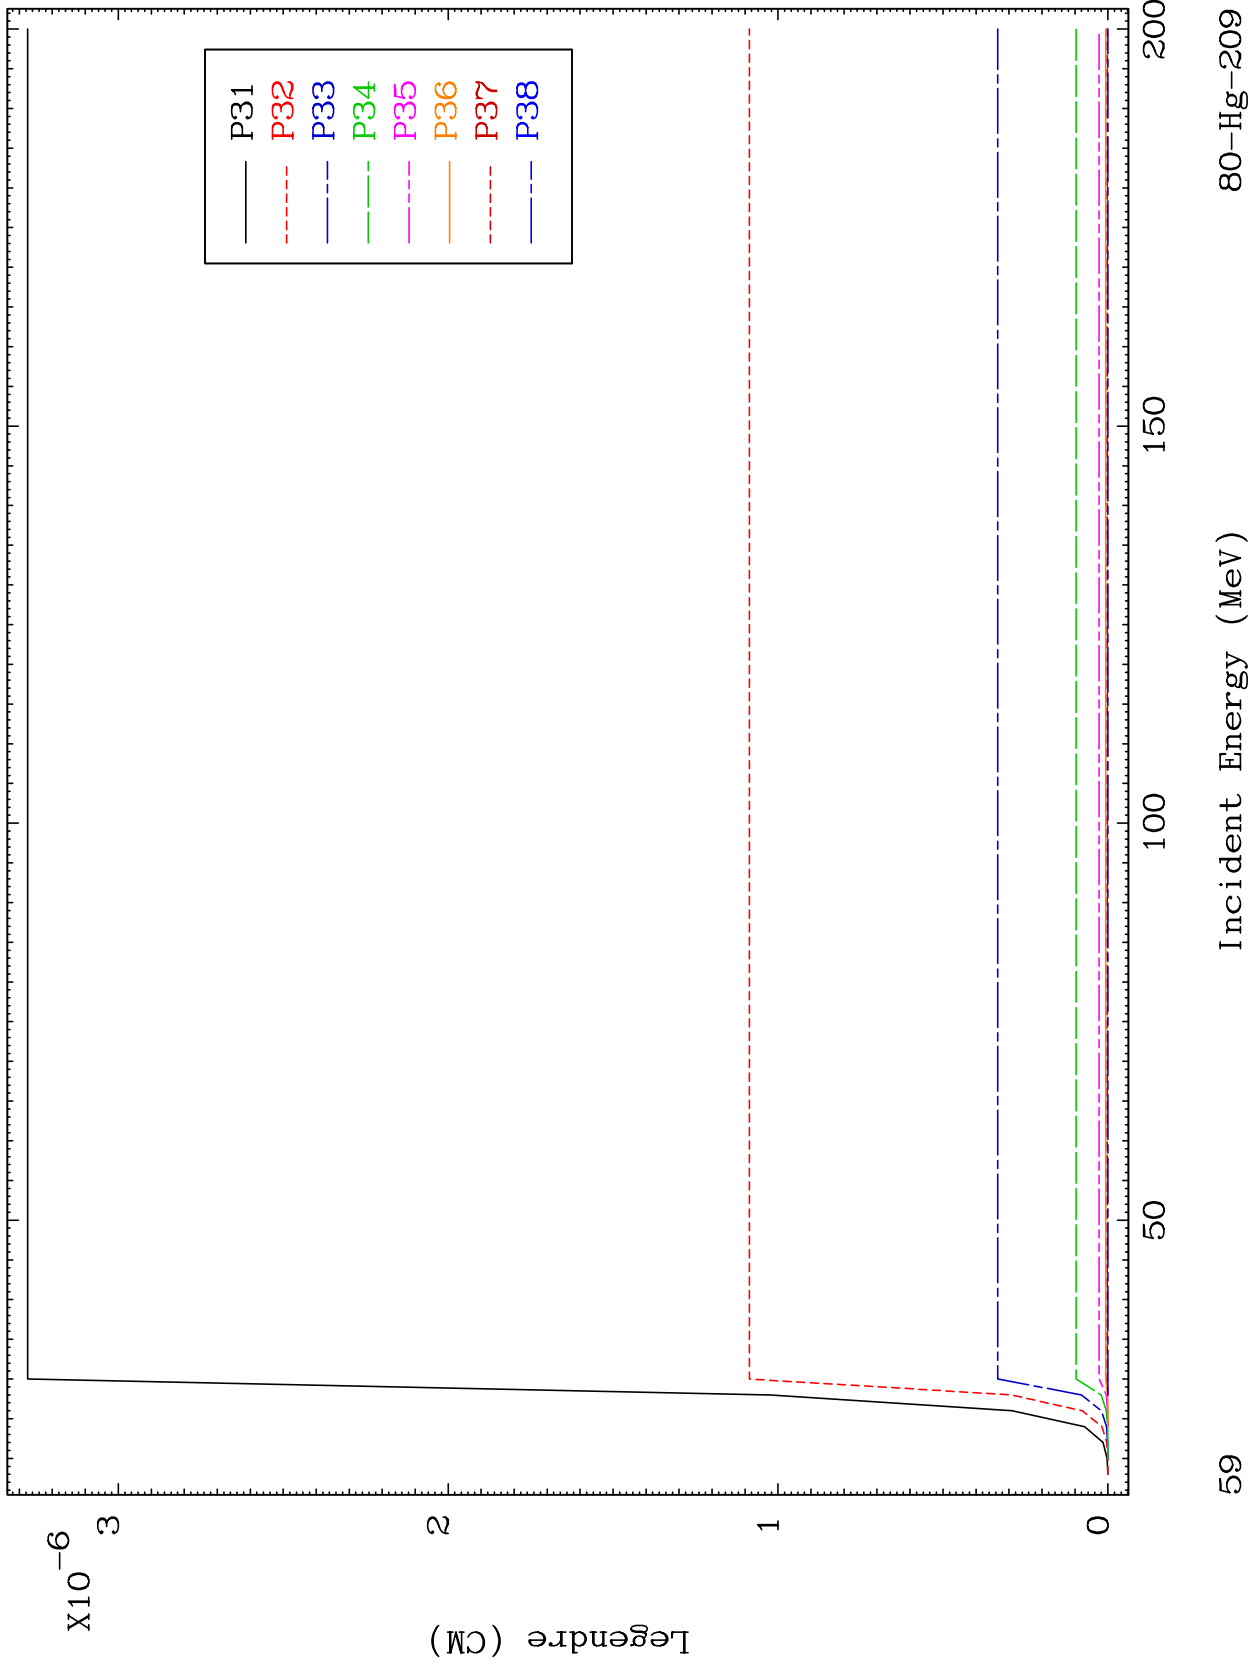 X10-6
3
2
1
0
Legendre (CM)
P31
P32
P33
P34
P35
P36
P37
P38
50
100
150
200
59
Incident Energy (MeV)
80-Hg-209